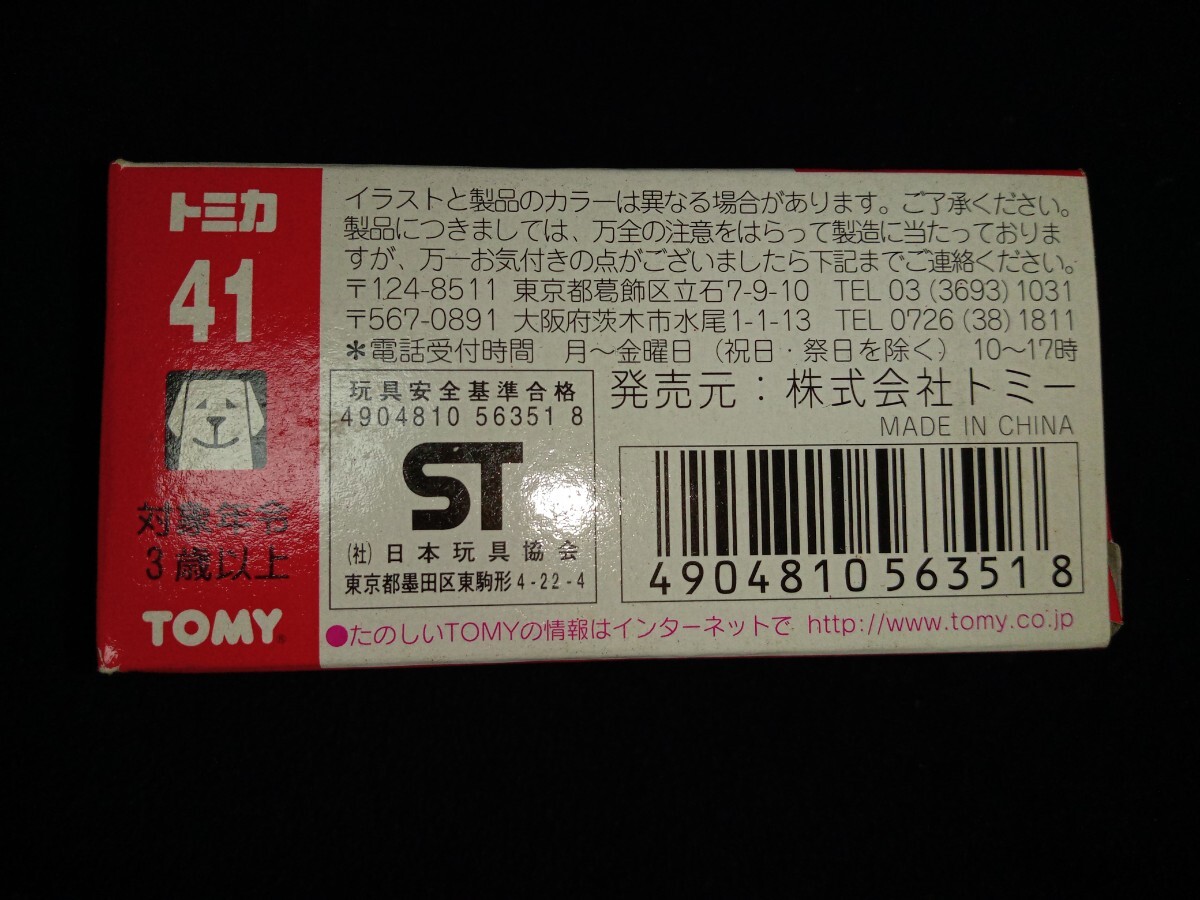 トミカ
41
対象年令
3歳以上
TOMY
イラストと製品のカラーは異なる場合があります。ご了承ください。
製品につきましては、万全の注意をはらって製造に当たっておりま
すが、万一お気付きの点がございましたら下記までご連絡ください。
〒124-8511 東京都葛飾区立石7-9-10 TEL 03 (3693) 1031
〒567-0891 大阪府茨木市水尾1-1-13 TEL 0726 (38) 1811
＊電話受付時間 月〜金曜日（祝日・祭日を除く） 10〜17時
玩具安全基準合格
4904810 56351 8
ST
(社) 日本玩具協会
東京都墨田区東駒形4-22-4
発売元：株式会社トミー
MADE IN CHINA
4904810 563518
●たのしいTOMYの情報はインターネットで http://www.tomy.co.jp